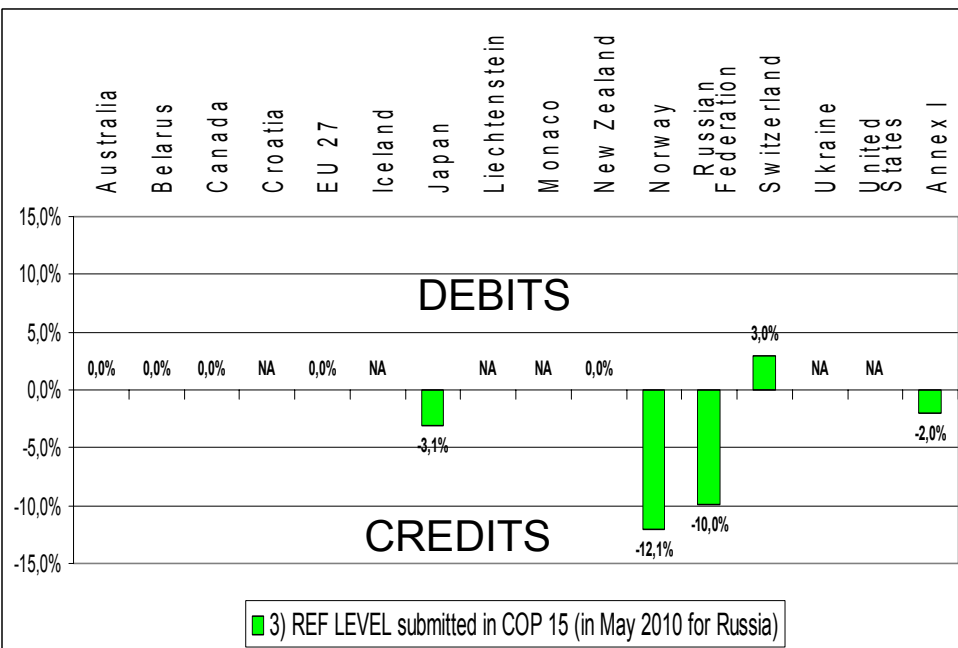 Australia
Belarus
Canada
Croatia
EU 27
Iceland
Japan
Liechtenstein
Monaco
New Zealand
Norway
Russian
Federation
Switzerland
Ukraine
United
States
Annex I
15,0%
10,0%
DEBITS
5,0%
3,0%
0,0% 0,0% 0,0% NA 0,0% NA NA NA 0,0% NA NA
0,0%
-3,1%
-2,0%
-5,0%
-10,0%
-10,0%
CREDITS
-12,1%
-15,0%
3) REF LEVEL submitted in COP 15 (in May 2010 for Russia)